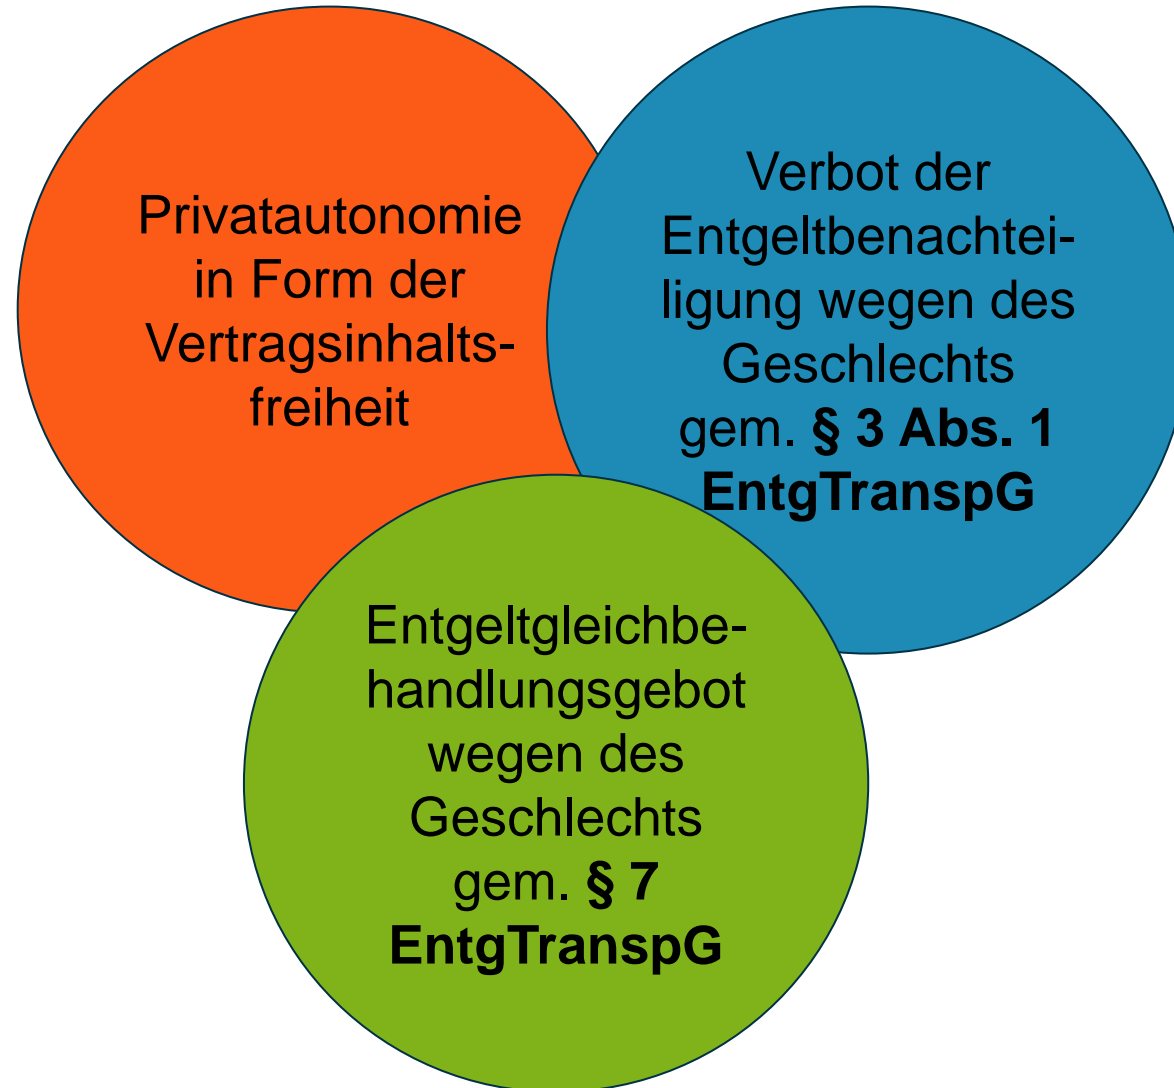 Privatautonomie
in Form der
Vertragsinhalts-
freiheit
Verbot der
Entgeltbenachtei-
ligung wegen des
Geschlechts
gem. § 3 Abs. 1
EntgTranspG
Entgeltgleichbe-
handlungsgebot
wegen des
Geschlechts
gem. § 7
EntgTranspG